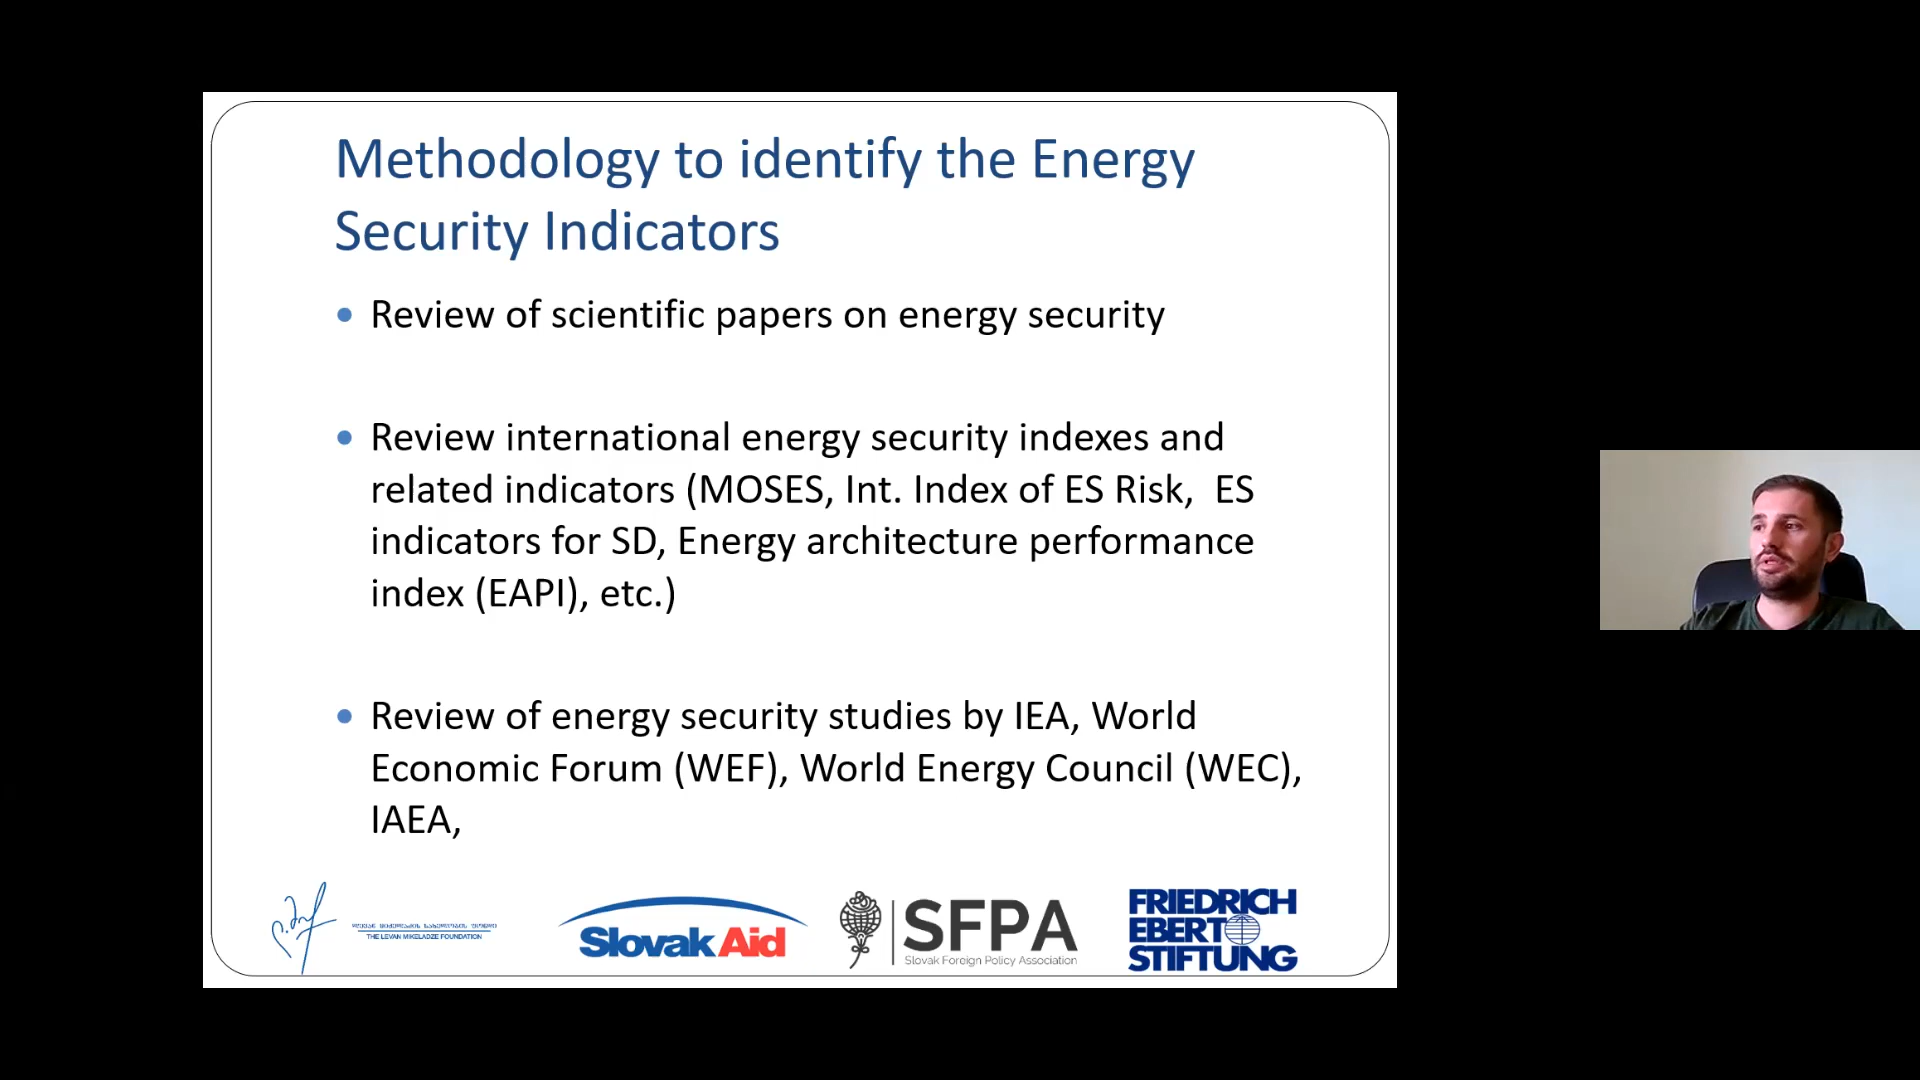 Methodology to identify the Energy
Security Indicators
• Review of scientific papers on energy security
• Review international energy security indexes and
related indicators (MOSES, Int. Index of ES Risk, ES
indicators for SD, Energy architecture performance
index (EAPI), etc.)
• Review of energy security studies by IEA, World
Economic Forum (WEF), World Energy Council (WEC),
IAEA,
THE LEVAN MIKELADZE FOUNDATION
SlovakAid
SFPA
Slovak Foreign Policy Association
FRIEDRICH
EBERT
STIFTUNG